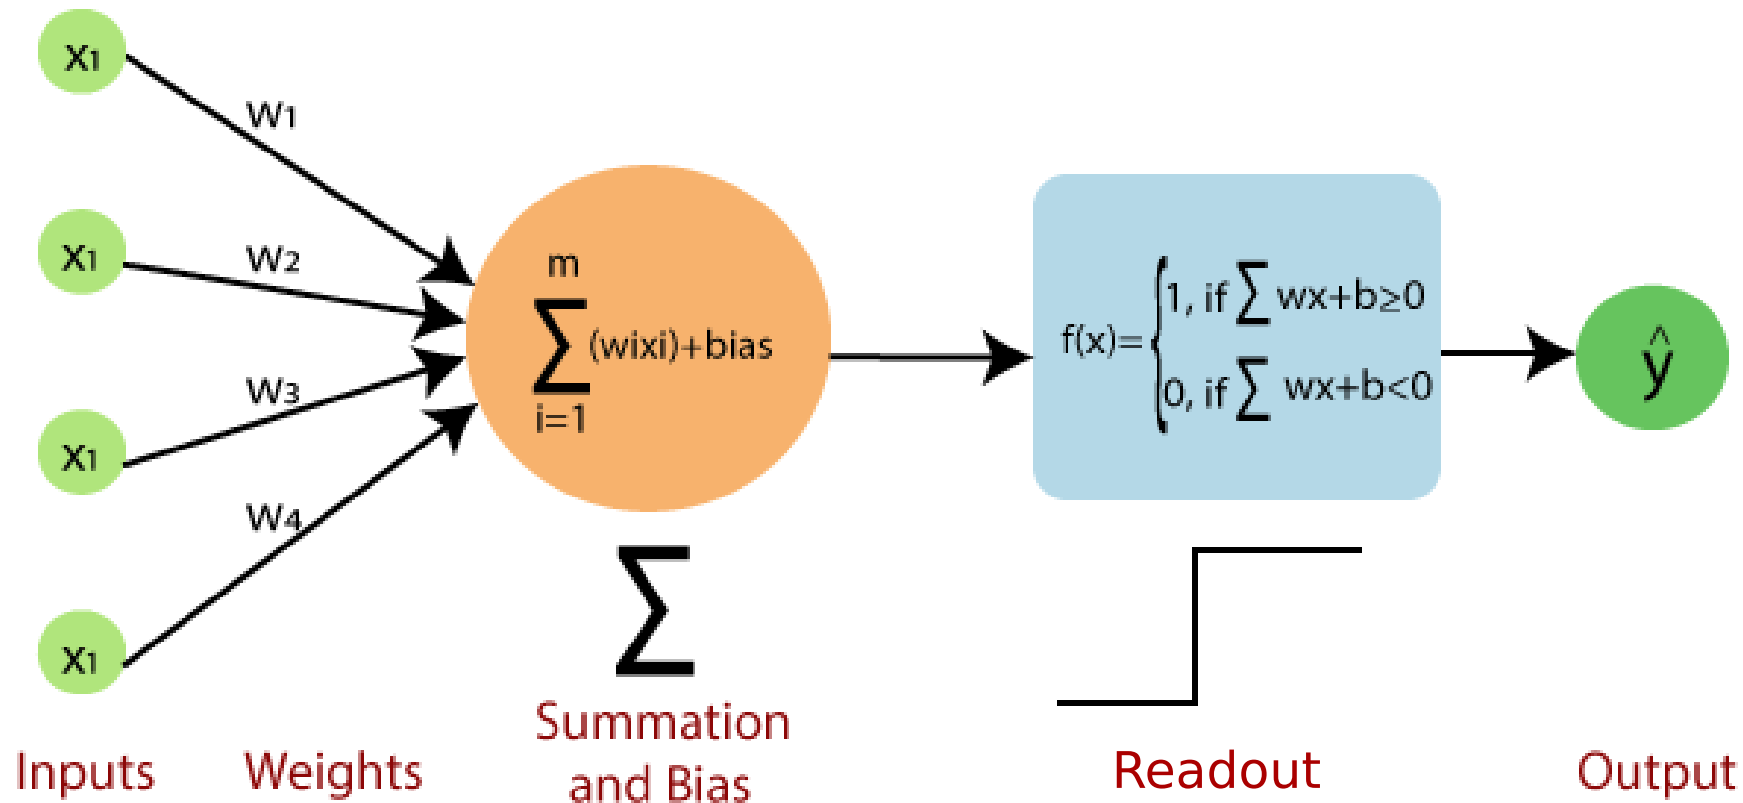 x1
x1
x1
x1
w1
w2
w3
w4
m
∑(wixi)+bias
i=1
∑
f(x)={1, if ∑ wx+b≥0
0, if ∑ wx+b<0
ŷ
Inputs
Weights
Summation
and Bias
Readout
Output